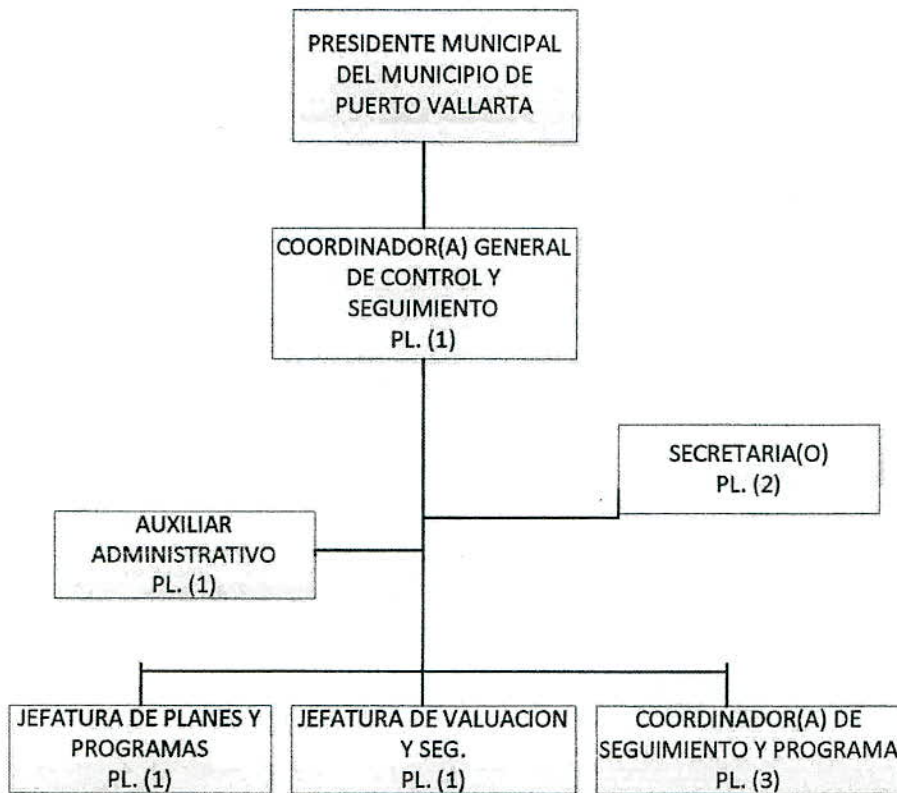 PRESIDENTE MUNICIPAL
DEL MUNICIPIO DE
PUERTO VALLARTA
COORDINADOR(A) GENERAL
DE CONTROL Y
SEGUIMIENTO
PL. (1)
SECRETARIA(O)
PL. (2)
AUXILIAR
ADMINISTRATIVO
PL. (1)
JEFATURA DE PLANES Y
PROGRAMAS
PL. (1)
JEFATURA DE VALUACION
Y SEG.
PL. (1)
COORDINADOR(A) DE
SEGUIMIENTO Y PROGRAMA
PL. (3)